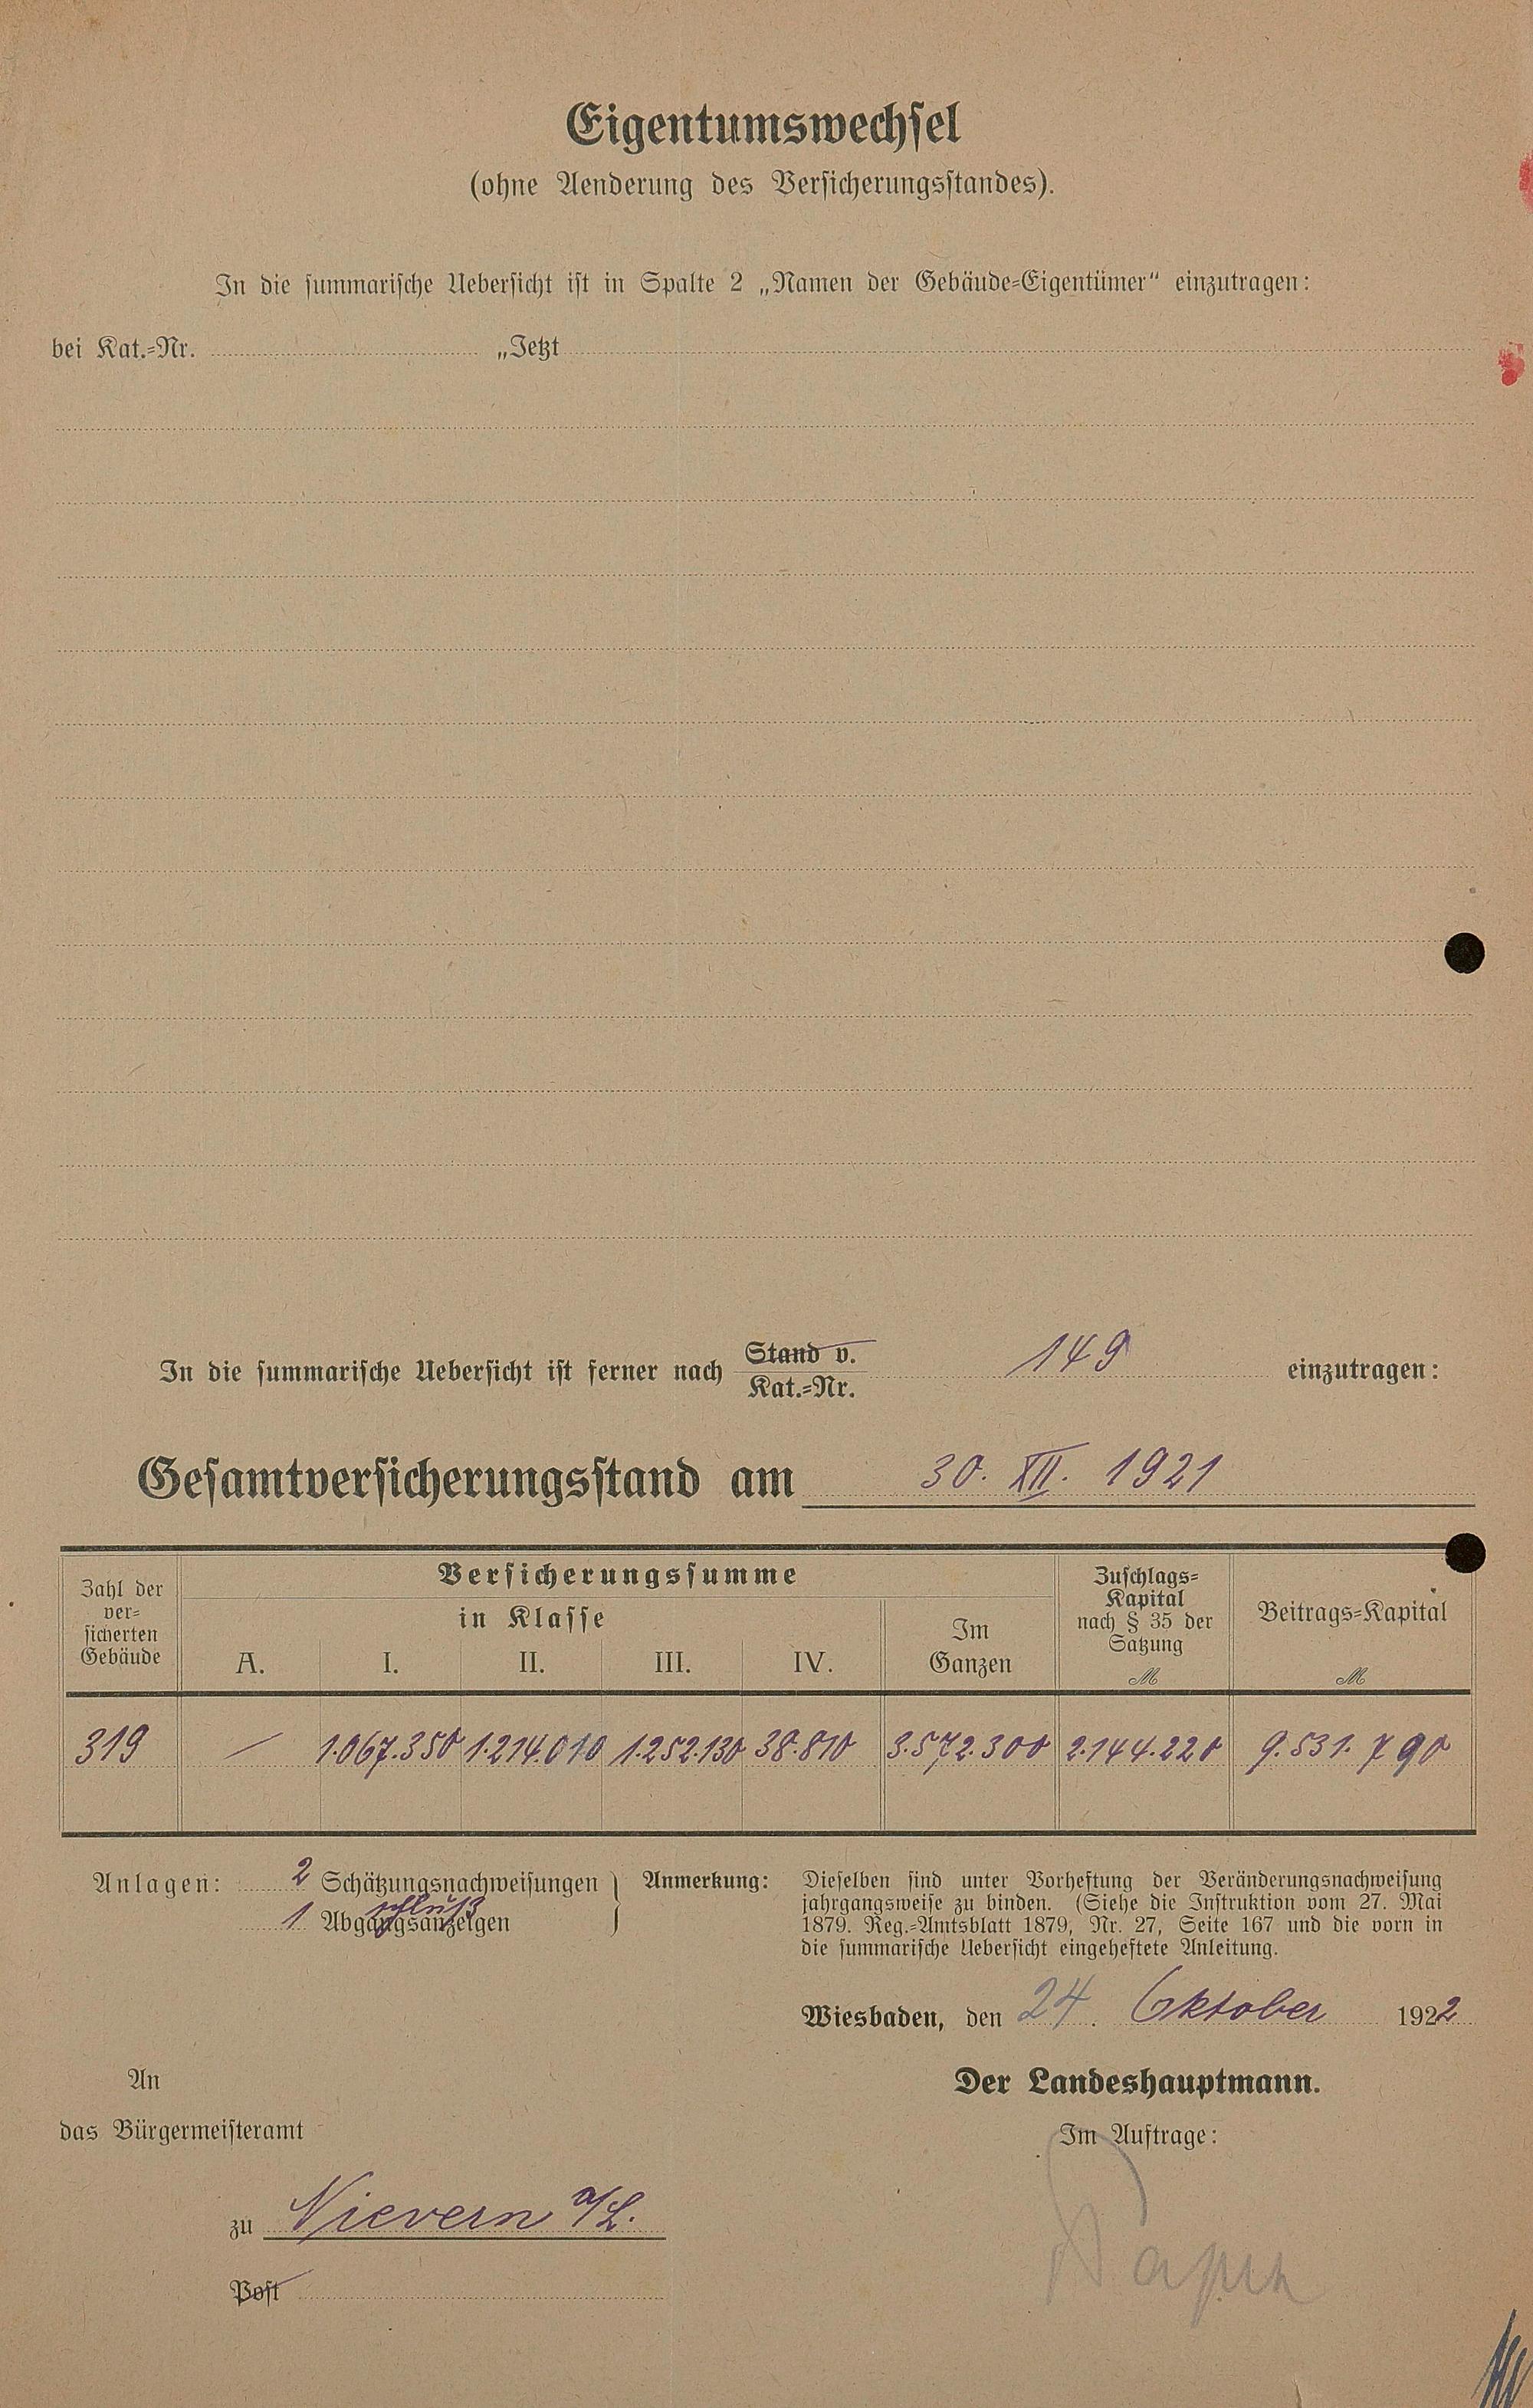 Eigentumswechsel
(ohne Aenderung des Versicherungsstandes).
In die summarische Uebersicht ist in Spalte 2 „Namen der Gebäude-Eigentümer“ einzutragen:
bei Kat.-Nr. „Jetzt
In die summarische Uebersicht ist ferner nach Stand v. / Kat.-Nr. 149 einzutragen:
Gesamtversicherungsstand am 30. XII. 1921
Zahl der versicherten Gebäude
Versicherungssumme
in Klasse
A. I. II. III. IV.
Im Ganzen
Zuschlags-Kapital nach § 35 der Satzung M
Beitrags-Kapital M
319 — 1.067.350 1.214.010 1.252.130 38.810 3.572.300 2.144.220 9.531.790
Anlagen: 2 Schätzungsnachweisungen
1 Abgangsanzeigen
Anmerkung: Dieselben sind unter Vorheftung der Veränderungsnachweisung
jahrgangsweise zu binden. (Siehe die Instruktion vom 27. Mai
1879. Reg.-Amtsblatt 1879, Nr. 27, Seite 167 und die vorn in
die summarische Uebersicht eingeheftete Anleitung.
Wiesbaden, den 24. Oktober 1922
Der Landeshauptmann.
Im Auftrage:
An
das Bürgermeisteramt
zu Nievern a/L.
Post